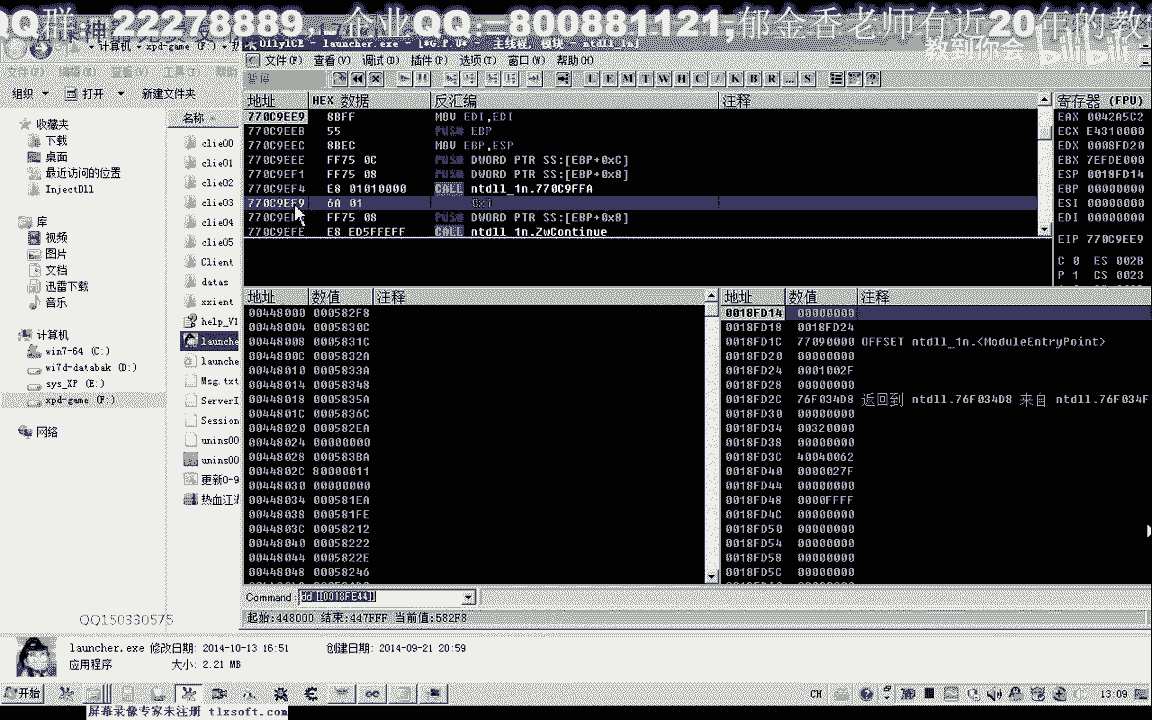 QQ群：222788​89，企业QQ：800881121，郁金香老师有近20年的教
教到你会 bilibili
计算机 ▸ xpd-game (F:)
OllyICE - launcher.exe - [*G.P.U* - 主线程, 模块 - ntdll_1n]
文件(F) 编辑(E) 查看(V) 工具(T) 帮助
文件(F) 查看(V) 调试(D) 插件(P) 选项(T) 窗口(W) 帮助(H)
组织 打开 新建文件夹
L E M T W H C / K B R ... S
地址 HEX 数据 反汇编 注释 寄存器 (FPU)
770C9EE9 8BFF MOV EDI,EDI
770C9EEB 55 PUSH EBP
770C9EEC 8BEC MOV EBP,ESP
770C9EEE FF75 0C PUSH DWORD PTR SS:[EBP+0xC]
770C9EF1 FF75 08 PUSH DWORD PTR SS:[EBP+0x8]
770C9EF4 E8 01010000 CALL ntdll_1n.770C9FFA
770C9EF9 6A 01 0x1
FF75 08 PUSH DWORD PTR SS:[EBP+0x8]
770C9EFE E8 ED5FFEFF CALL ntdll_1n.ZwContinue
EAX 0042A5C2
ECX E4310000
EDX 0008FD20
EBX 7EFDE000
ESP 0018FD14
EBP 00000000
ESI 00000000
EDI 00000000
EIP 770C9EE9
C 0 ES 002B
P 1 CS 0023
名称
收藏夹
下载
桌面
最近访问的位置
InjectDll
库
视频
图片
文档
迅雷下载
音乐
计算机
win7-64 (C:)
wi7d-databak (D:)
sys_XP (E:)
xpd-game (F:)
网络
clie00
clie01
clie02
clie03
clie04
clie05
Client
datas
xxient
help_V1
launche
launche
Msg.txt
ServerI
Session
unins00
unins00
更新0-9
热血江
地址 数值 注释
00448000 000582F8
00448004 0005830C
00448008 0005831C
0044800C 0005832A
00448010 0005833A
00448014 00058348
00448018 0005835A
0044801C 0005836C
00448020 000582EA
00448024 00000000
00448028 000583BA
0044802C 80000011
00448030 00000000
00448034 000581EA
00448038 000581FE
0044803C 00058212
00448040 00058222
00448044 0005822E
00448048 00058246
地址 数值 注释
0018FD14 00000000
0018FD18 0018FD24
0018FD1C 77090000 OFFSET ntdll_1n.<ModuleEntryPoint>
0018FD20 00000000
0018FD24 0001002F
0018FD28 00000000
0018FD2C 76F034D8 返回到 ntdll.76F034D8 来自 ntdll.76F034F
0018FD30 00000000
0018FD34 00320000
0018FD38 00000000
0018FD3C 40040062
0018FD40 0000027F
0018FD44 00000000
0018FD48 0000FFFF
0018FD4C 00000000
0018FD50 00000000
0018FD54 00000000
0018FD58 00000000
0018FD5C 00000000
Command dd [[0018FE44]]
起始:448000 结束:447FFF 当前值:582F8
QQ150330575
launcher.exe 修改日期: 2014-10-13 16:51 创建日期: 2014-09-21 20:59
应用程序 大小: 2.21 MB
开始 CH 13:09
屏幕录像专家未注册 tlxsoft.com